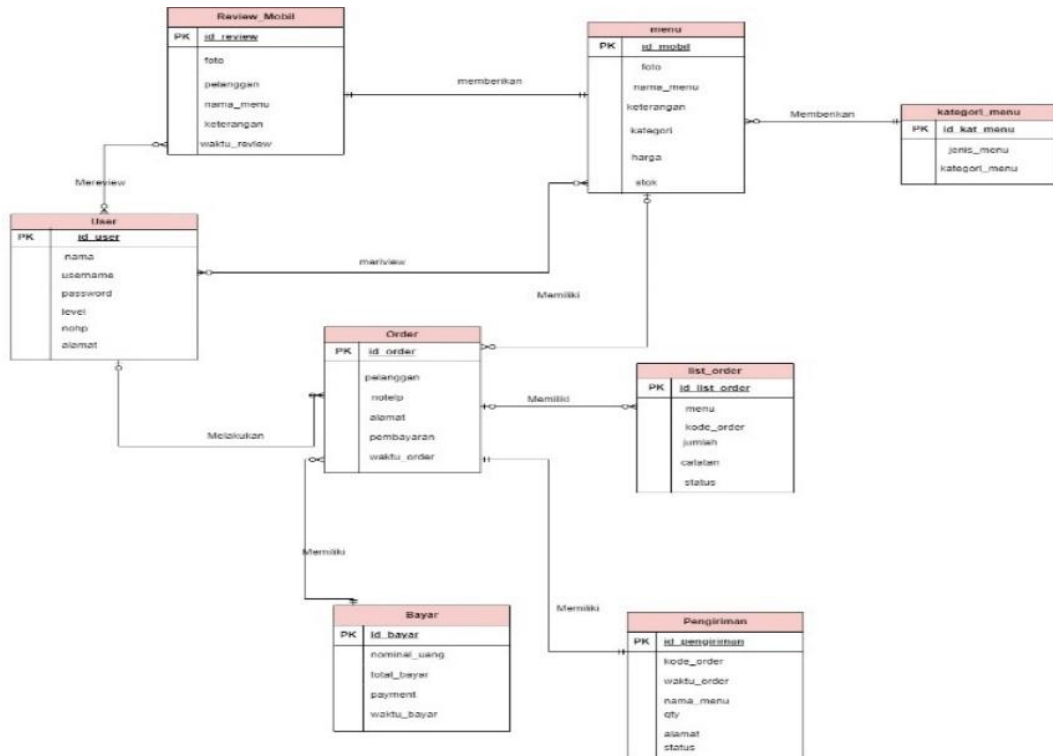 Review_Mobil
PK id_review
foto
pelanggan
nama_menu
keterangan
waktu_review
menu
PK id_mobil
foto
nama_menu
keterangan
kategori
harga
stok
kategori_menu
PK id_kat_menu
jenis_menu
kategori_menu
memberikan
Memberikan
Mereview
User
PK id_user
nama
username
password
level
nohp
alamat
meriview
Memiliki
Order
PK id_order
pelanggan
notelp
alamat
pembayaran
waktu_order
list_order
PK id_list_order
menu
kode_order
jumlah
catatan
status
Memiliki
Melakukan
Memiliki
Memiliki
Bayar
PK id_bayar
nominal_uang
total_bayar
payment
waktu_bayar
Pengiriman
PK id_pengiriman
kode_order
waktu_order
nama_menu
qty
alamat
status